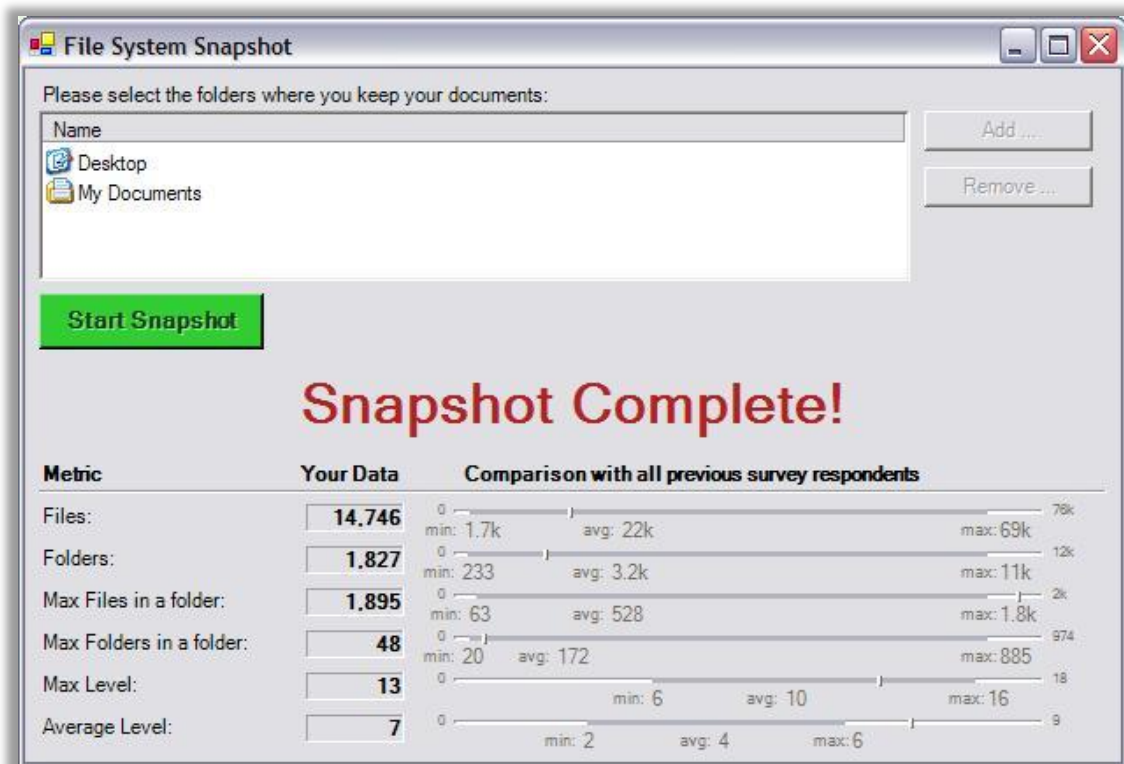 File System Snapshot
Please select the folders where you keep your documents:
Name
Add ....
Desktop
My Documents
Remove ...
Start Snapshot
Snapshot Complete!
Metric Your Data Comparison with all previous survey respondents
Files: 14,746 0 76k
min: 1.7k avg: 22k max: 69k
Folders: 1,827 0 12k
min: 233 avg: 3.2k max: 11k
Max Files in a folder: 1,895 0 2k
min: 63 avg: 528 max: 1.8k
Max Folders in a folder: 48 0 974
min: 20 avg: 172 max: 885
Max Level: 13 0 18
min: 6 avg: 10 max: 16
Average Level: 7 0 9
min: 2 avg: 4 max: 6